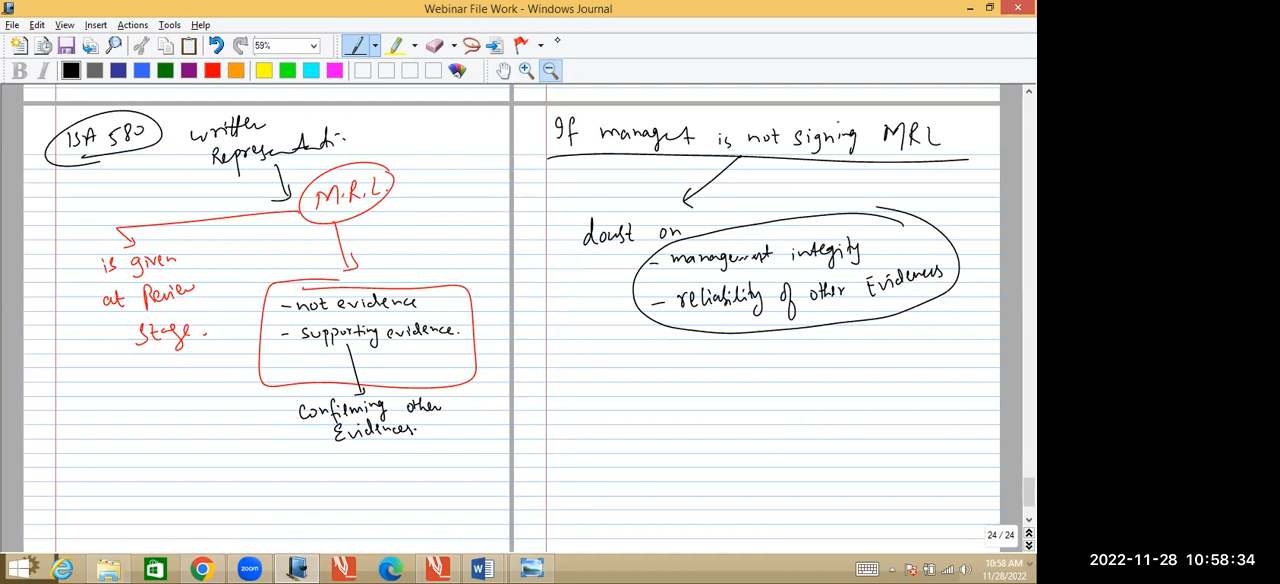 Webinar File Work - Windows Journal
File Edit View Insert Actions Tools Help
59%
ISA 580
written
M.R.L.
is given
at Review
Stage.
- not evidence
- supporting evidence.
Confirming other
Evidences.
If managet is not signing MRL
doubt on
- management integrity
- reliability of other Evidences
24 / 24
zoom
10:58 AM
11/28/2022
2022-11-28 10:58:34